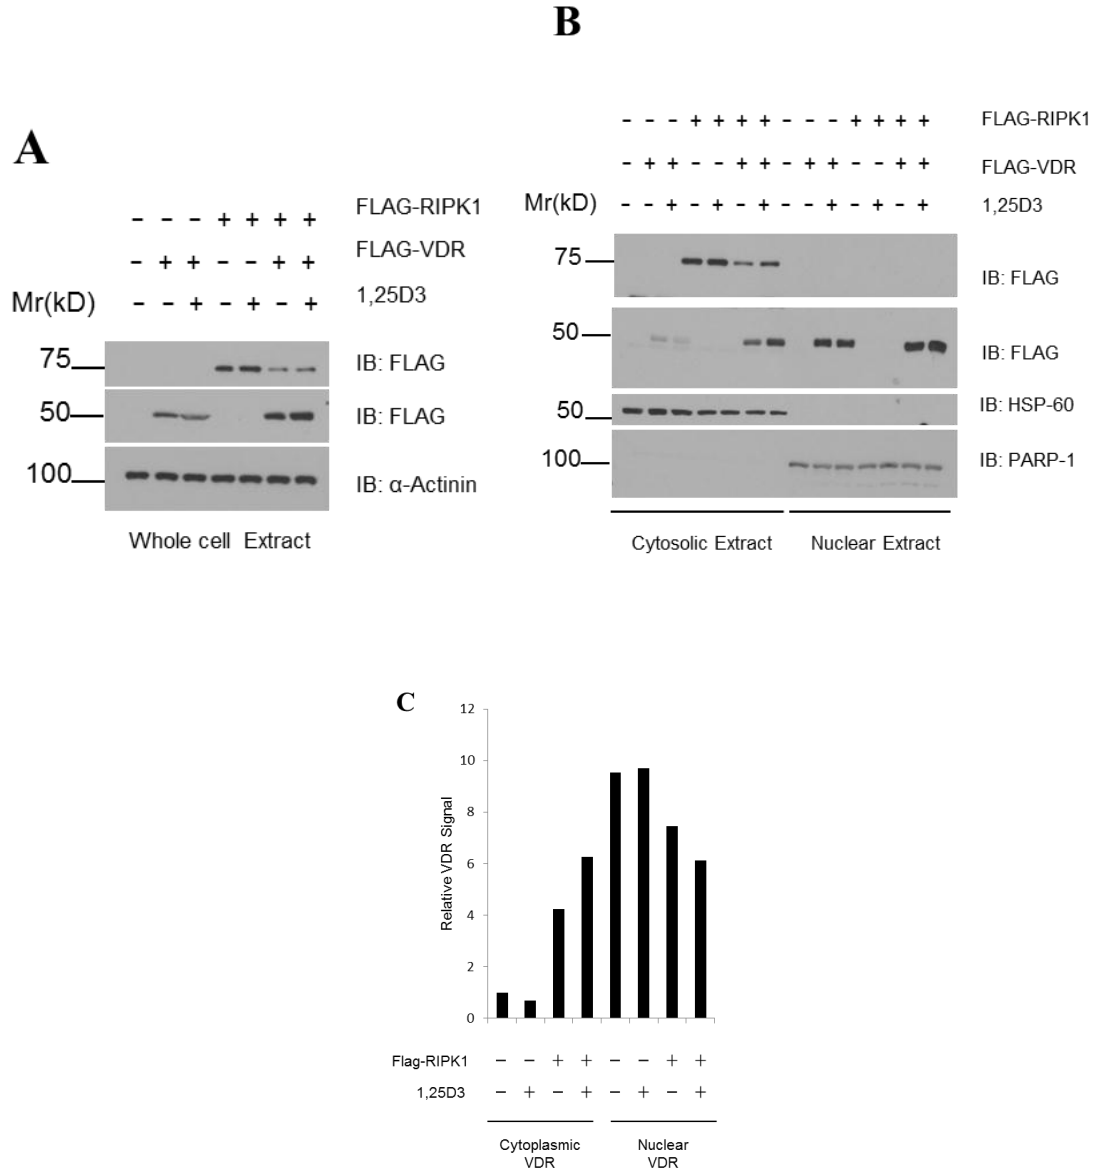 A
- - - + + + + FLAG-RIPK1
- + + - - + + FLAG-VDR
Mr(kD) - - + - + - + 1,25D3
75 IB: FLAG
50 IB: FLAG
100 IB: α-Actinin
Whole cell Extract
B
- - - + + + + - - - + + + + FLAG-RIPK1
- + + - - + + - + + - - + + FLAG-VDR
Mr(kD) - - + - + - + - - + - + - + 1,25D3
75 IB: FLAG
50 IB: FLAG
50 IB: HSP-60
100 IB: PARP-1
Cytosolic Extract Nuclear Extract
C
12
10
8
6
4
2
0
Relative VDR Signal
Flag-RIPK1 - - + + - - + +
1,25D3 - + - + - + - +
Cytoplasmic
VDR
Nuclear
VDR